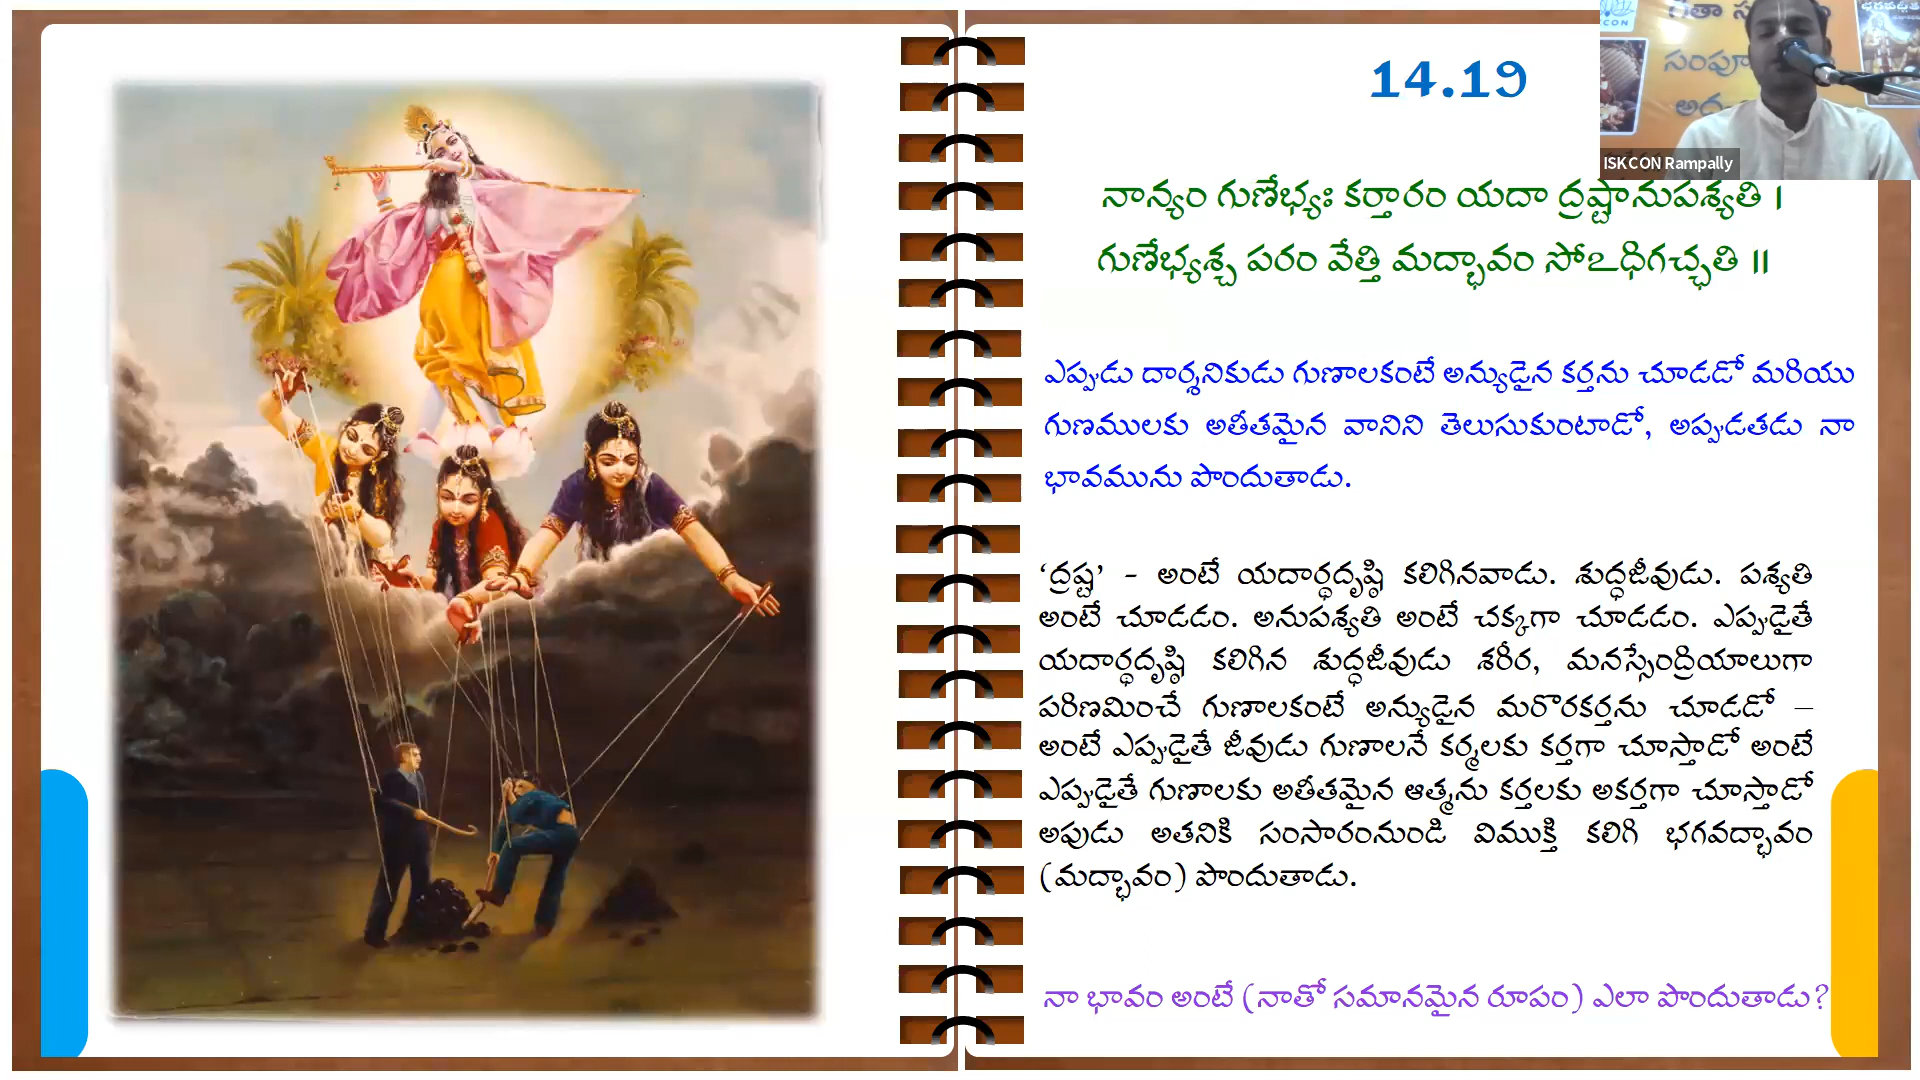 14.19
ISKCON Rampally
నాన్యం గుణేభ్యః కర్తారం యదా ద్రష్టానుపశ్యతి ।
గుణేభ్యశ్చ పరం వేత్తి మద్భావం సోఽధిగచ్ఛతి ॥
ఎప్పుడు దార్శనికుడు గుణాలకంటే అన్యుడైన కర్తను చూడడో మరియు
గుణములకు అతీతమైన వానిని తెలుసుకుంటాడో, అప్పుడతడు నా
భావమును పొందుతాడు.
‘ద్రష్ట’ - అంటే యదార్థదృష్ఠి కలిగినవాడు. శుద్ధజీవుడు. పశ్యతి
అంటే చూడడం. అనుపశ్యతి అంటే చక్కగా చూడడం. ఎప్పుడైతే
యదార్థదృష్ఠి కలిగిన శుద్ధజీవుడు శరీర, మనస్సేంద్రియాలుగా
పరిణమించే గుణాలకంటే అన్యుడైన మరొరకర్తను చూడడో –
అంటే ఎప్పుడైతే జీవుడు గుణాలనే కర్మలకు కర్తగా చూస్తాడో అంటే
ఎప్పుడైతే గుణాలకు అతీతమైన ఆత్మను కర్తలకు అకర్తగా చూస్తాడో
అపుడు అతనికి సంసారంనుండి విముక్తి కలిగి భగవద్భావం
(మద్భావం) పొందుతాడు.
నా భావం అంటే (నాతో సమానమైన రూపం) ఎలా పొందుతాడు?